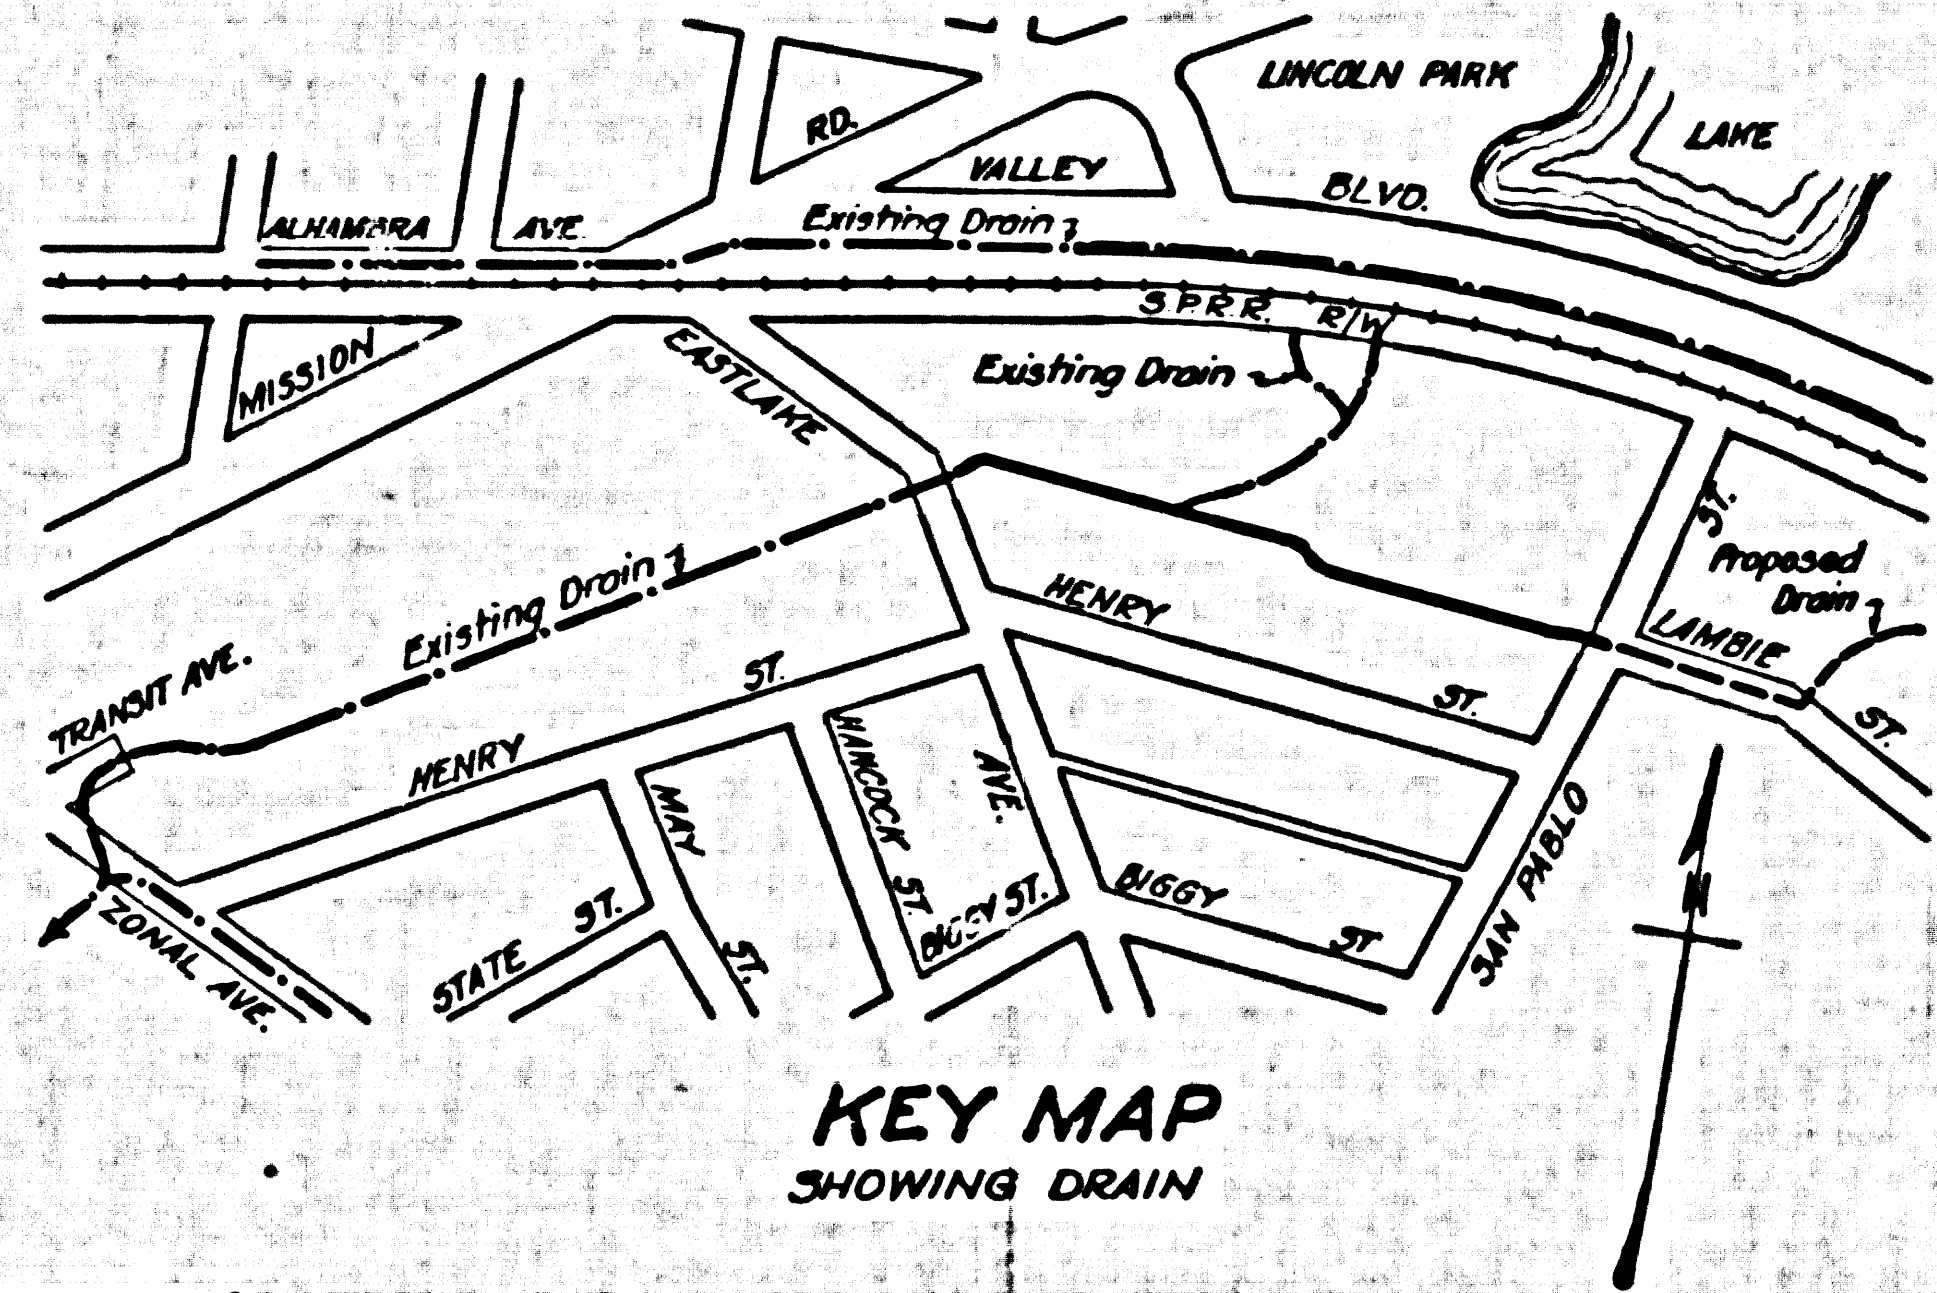 LINCOLN PARK
LAKE
RD.
VALLEY
BLVD.
ALHAMBRA AVE.
Existing Drain
S.P.R.R. R/W
MISSION
EASTLAKE
Existing Drain
ST.
Proposed
Drain
Existing Drain
HENRY
LAMBIE
TRANSIT AVE.
ST.
ST.
ST.
HENRY
HANCOCK
AVE.
MAY
SAN PABLO
BIGGY
N
ST.
BIGGY ST.
ST.
ST
ZONAL AVE.
STATE
ST.
KEY MAP
SHOWING DRAIN